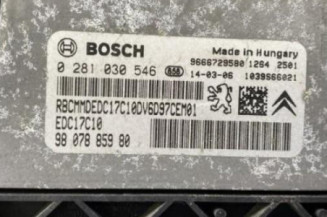 BOSCH
Made in Hungary
9666729580 1264 2501
0 281 030 546
14-03-06 1039S66021
RBCMMDEDC17C10DV6D97CEM01
EDC17C10
98 078 859 80